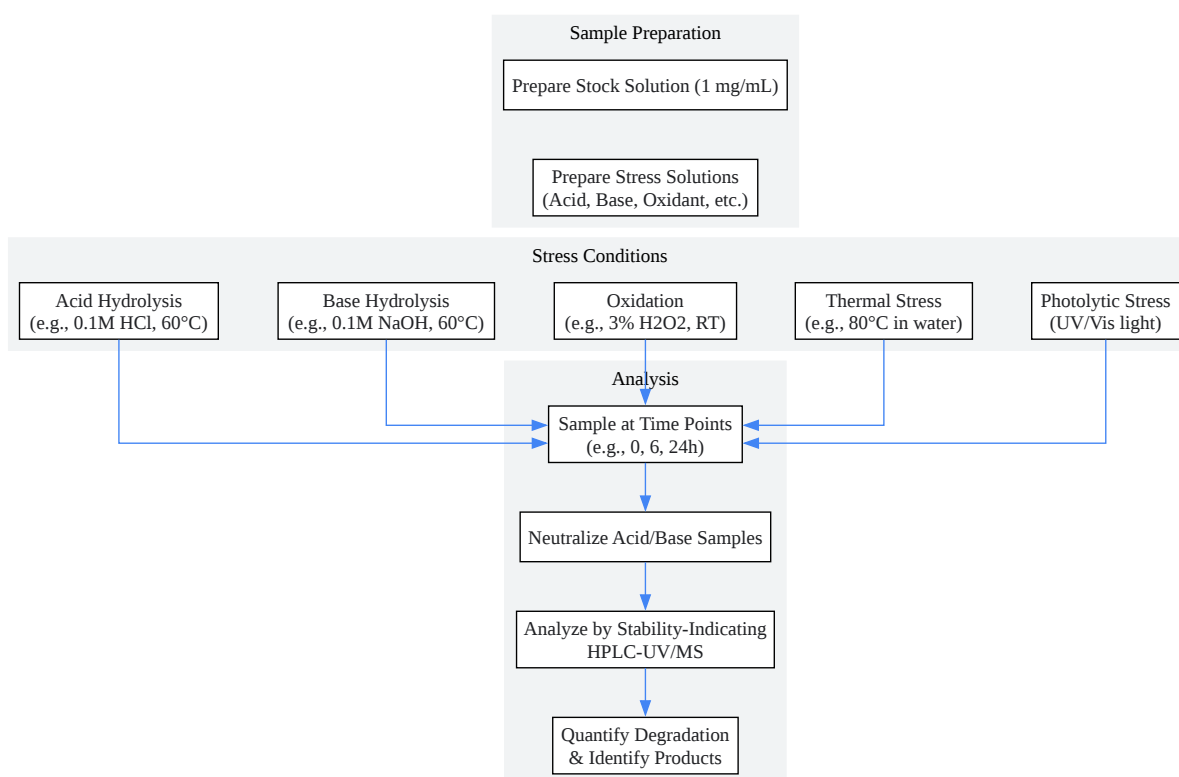 Sample Preparation
Prepare Stock Solution (1 mg/mL)
Prepare Stress Solutions
(Acid, Base, Oxidant, etc.)
Stress Conditions
Acid Hydrolysis
(e.g., 0.1M HCl, 60°C)
Base Hydrolysis
(e.g., 0.1M NaOH, 60°C)
Oxidation
(e.g., 3% H2O2, RT)
Thermal Stress
(e.g., 80°C in water)
Photolytic Stress
(UV/Vis light)
Analysis
Sample at Time Points
(e.g., 0, 6, 24h)
Neutralize Acid/Base Samples
Analyze by Stability-Indicating
HPLC-UV/MS
Quantify Degradation
& Identify Products